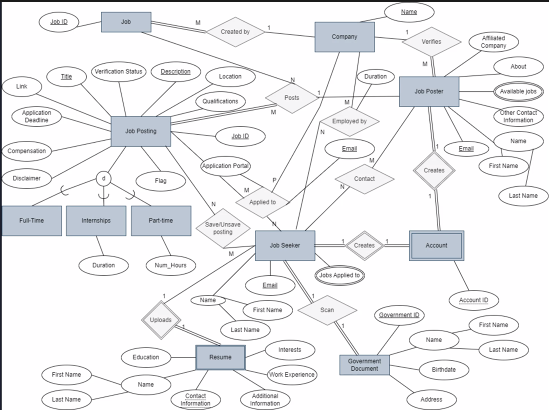 Job ID
Job
M
Created by
1
Company
Name
1
Verifies
M
Affiliated
Company
About
Available jobs
Other Contact
Information
Name
First Name
Last Name
Email
Job Poster
Title
Verification Status
Description
Location
Qualifications
Link
Application
Deadline
Compensation
Disclaimer
Job Posting
Job ID
Application Portal
Flag
N
Posts
M
1
Duration
M
Employed by
N
Email
M
Contact
N
1
Creates
1
d
Full-Time
Internships
Part-time
Duration
Num_Hours
M
P
Applied to
N
N
Save/Unsave
posting
M
Job Seeker
1
Creates
1
Account
Account ID
Email
Jobs Applied to
Name
First Name
Last Name
1
Uploads
1
M
Scan
1
Government ID
Name
First Name
Last Name
Birthdate
Address
Government
Document
Resume
Education
Interests
Work Experience
Additional
Information
Contact
Information
Name
First Name
Last Name